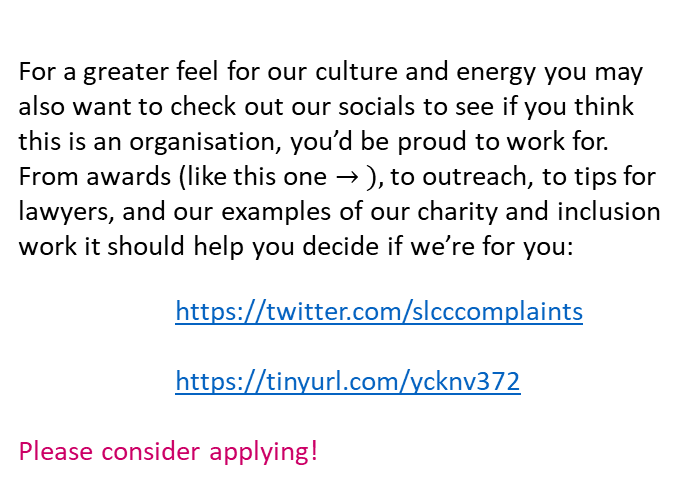 For a greater feel for our culture and energy you may
also want to check out our socials to see if you think
this is an organisation, you’d be proud to work for.
From awards (like this one → ), to outreach, to tips for
lawyers, and our examples of our charity and inclusion
work it should help you decide if we’re for you:
https://twitter.com/slcccomplaints
https://tinyurl.com/ycknv372
Please consider applying!